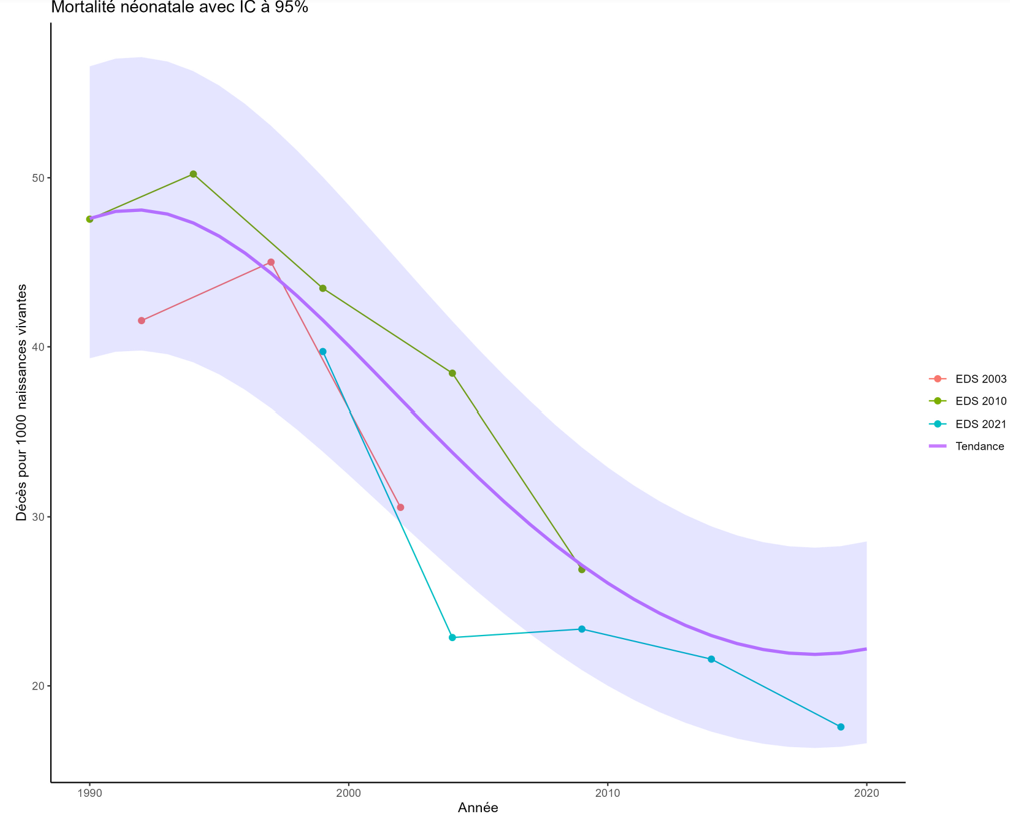 Mortalité néonatale avec IC à 95%
Décès pour 1000 naissances vivantes
50
40
30
20
1990
2000
2010
2020
Année
EDS 2003
EDS 2010
EDS 2021
Tendance